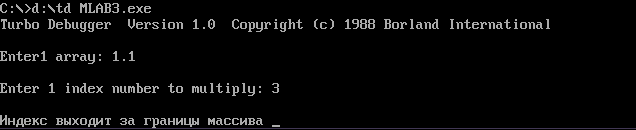 C:\>d:\td MLAB3.exe
Turbo Debugger  Version 1.0  Copyright (c) 1988 Borland International
Enter1 array: 1.1
Enter 1 index number to multiply: 3
Индекс выходит за границы массива _